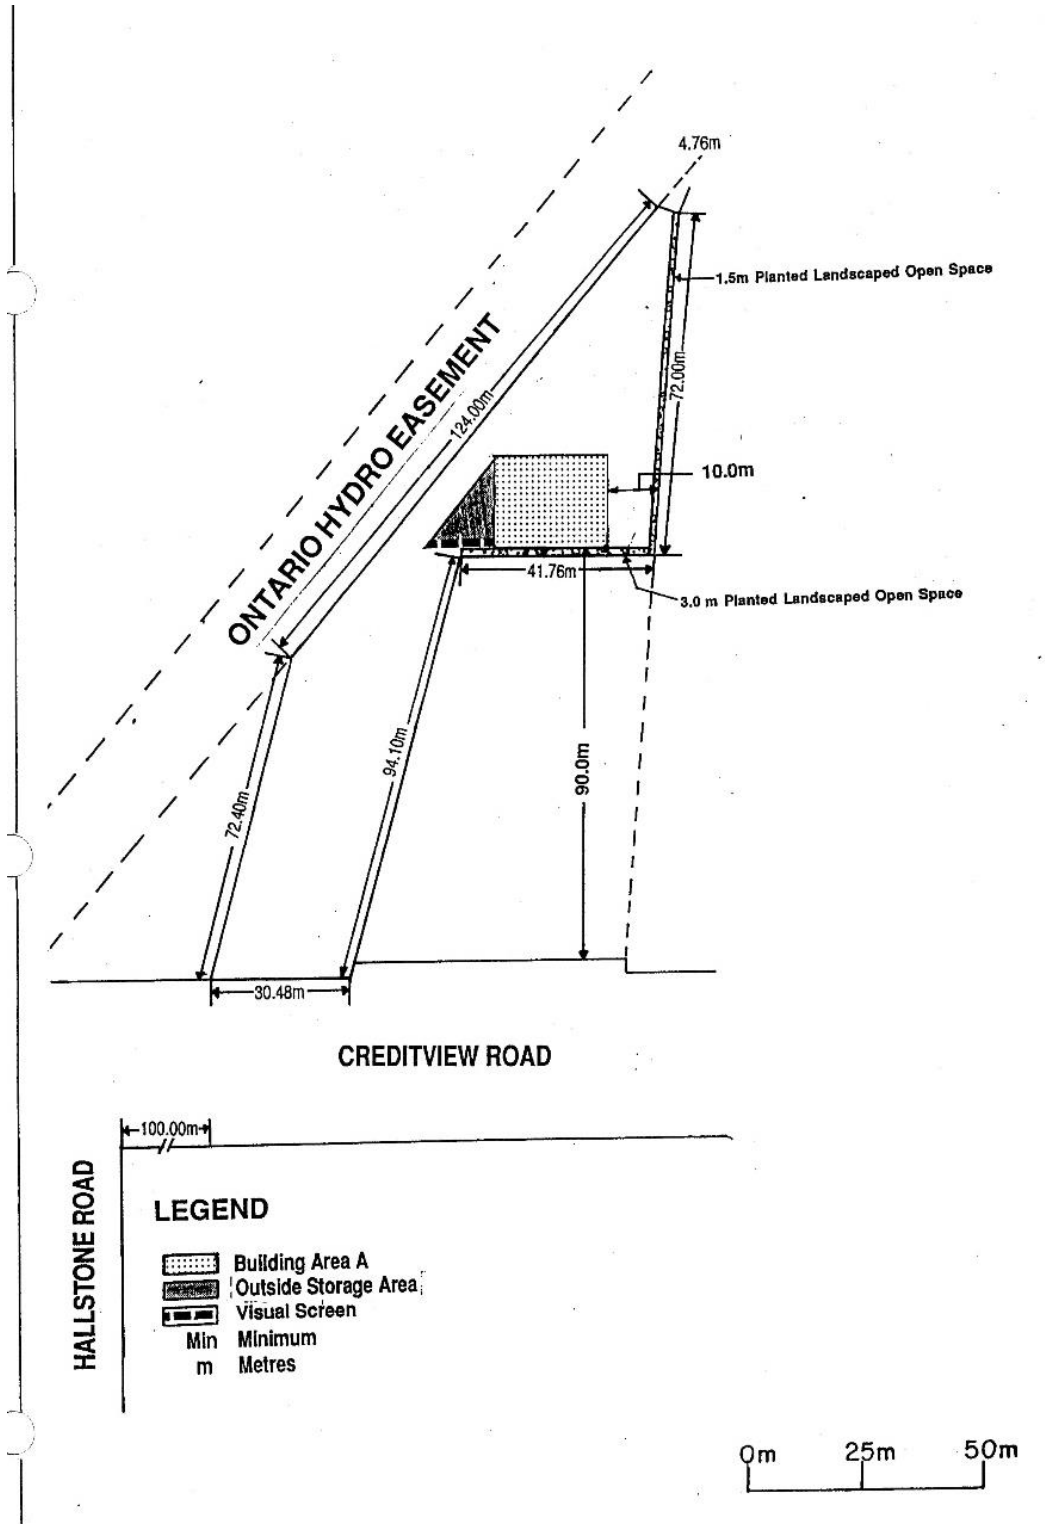 4.76m
1.5m Planted Landscaped Open Space
ONTARIO HYDRO EASEMENT
124.00m
72.00m
10.0m
41.76m
3.0 m Planted Landscaped Open Space
94.10m
90.0m
72.40m
30.48m
CREDITVIEW ROAD
100.00m
HALLSTONE ROAD
LEGEND
Building Area A
Outside Storage Area
Visual Screen
Min Minimum
m Metres
0m 25m 50m